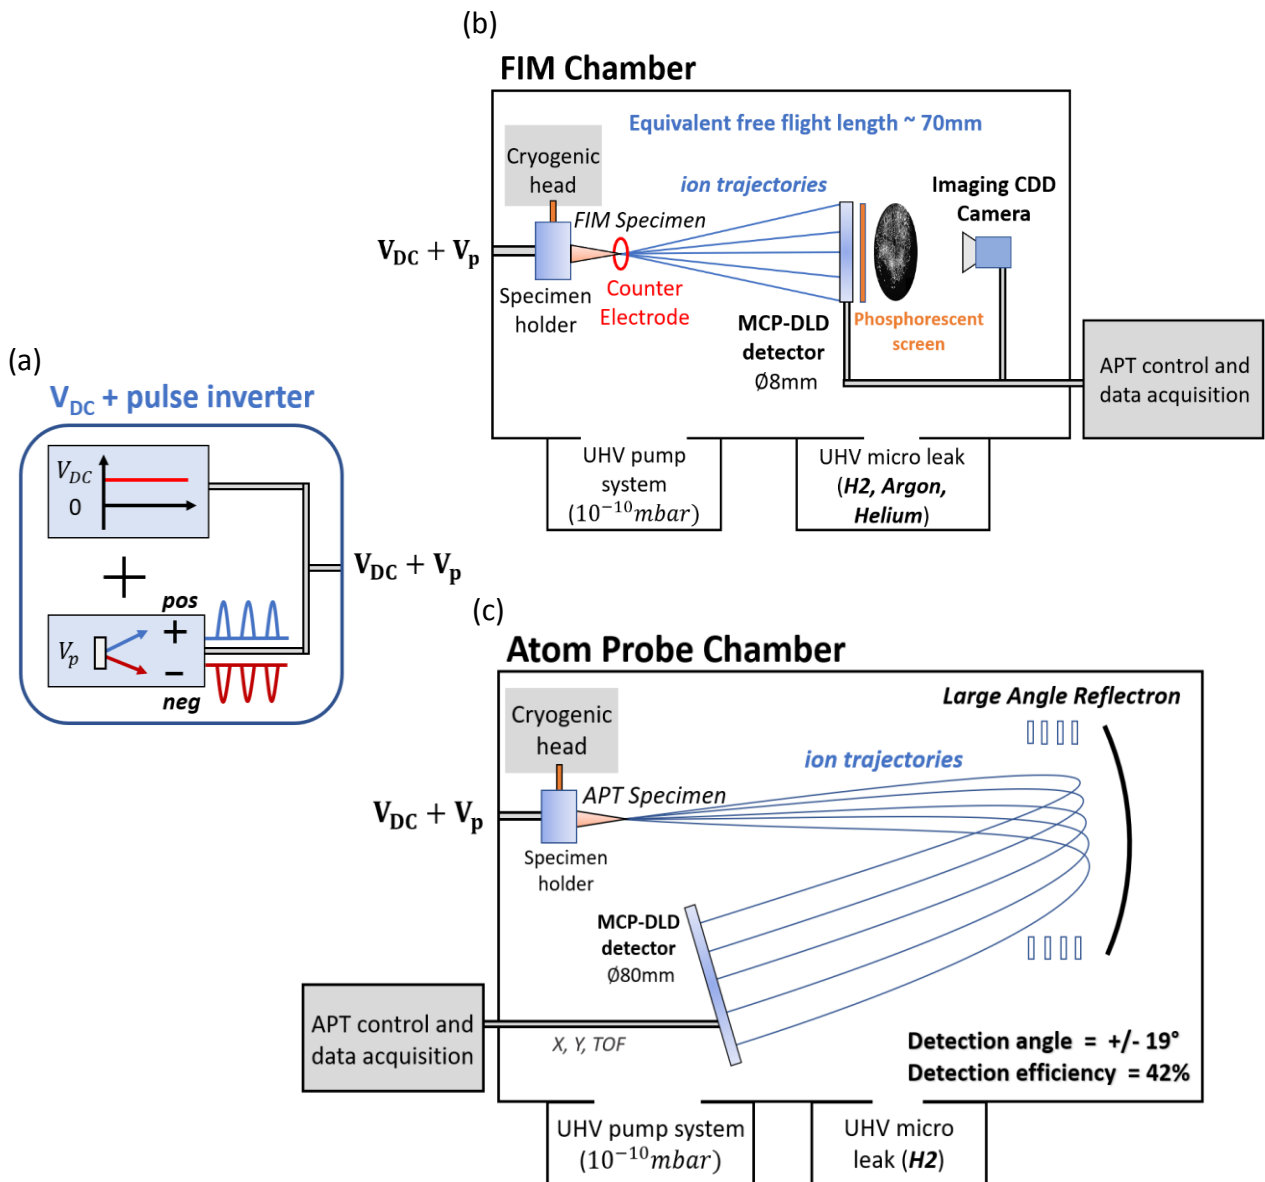 (a)
V_DC + pulse inverter
V_DC
0
+
pos
V_p
+
−
neg
V_DC + V_p
(b)
FIM Chamber
Equivalent free flight length ~ 70mm
Cryogenic
head
ion trajectories
Imaging CDD
Camera
FIM Specimen
V_DC + V_p
Specimen
holder
Counter
Electrode
MCP-DLD
detector
Ø8mm
Phosphorescent
screen
APT control and
data acquisition
UHV pump
system
(10⁻¹⁰mbar)
UHV micro leak
(H2, Argon,
Helium)
(c)
Atom Probe Chamber
Large Angle Reflectron
Cryogenic
head
ion trajectories
APT Specimen
V_DC + V_p
Specimen
holder
MCP-DLD
detector
Ø80mm
APT control and
data acquisition
X, Y, TOF
Detection angle = +/- 19°
Detection efficiency = 42%
UHV pump system
(10⁻¹⁰mbar)
UHV micro
leak (H2)